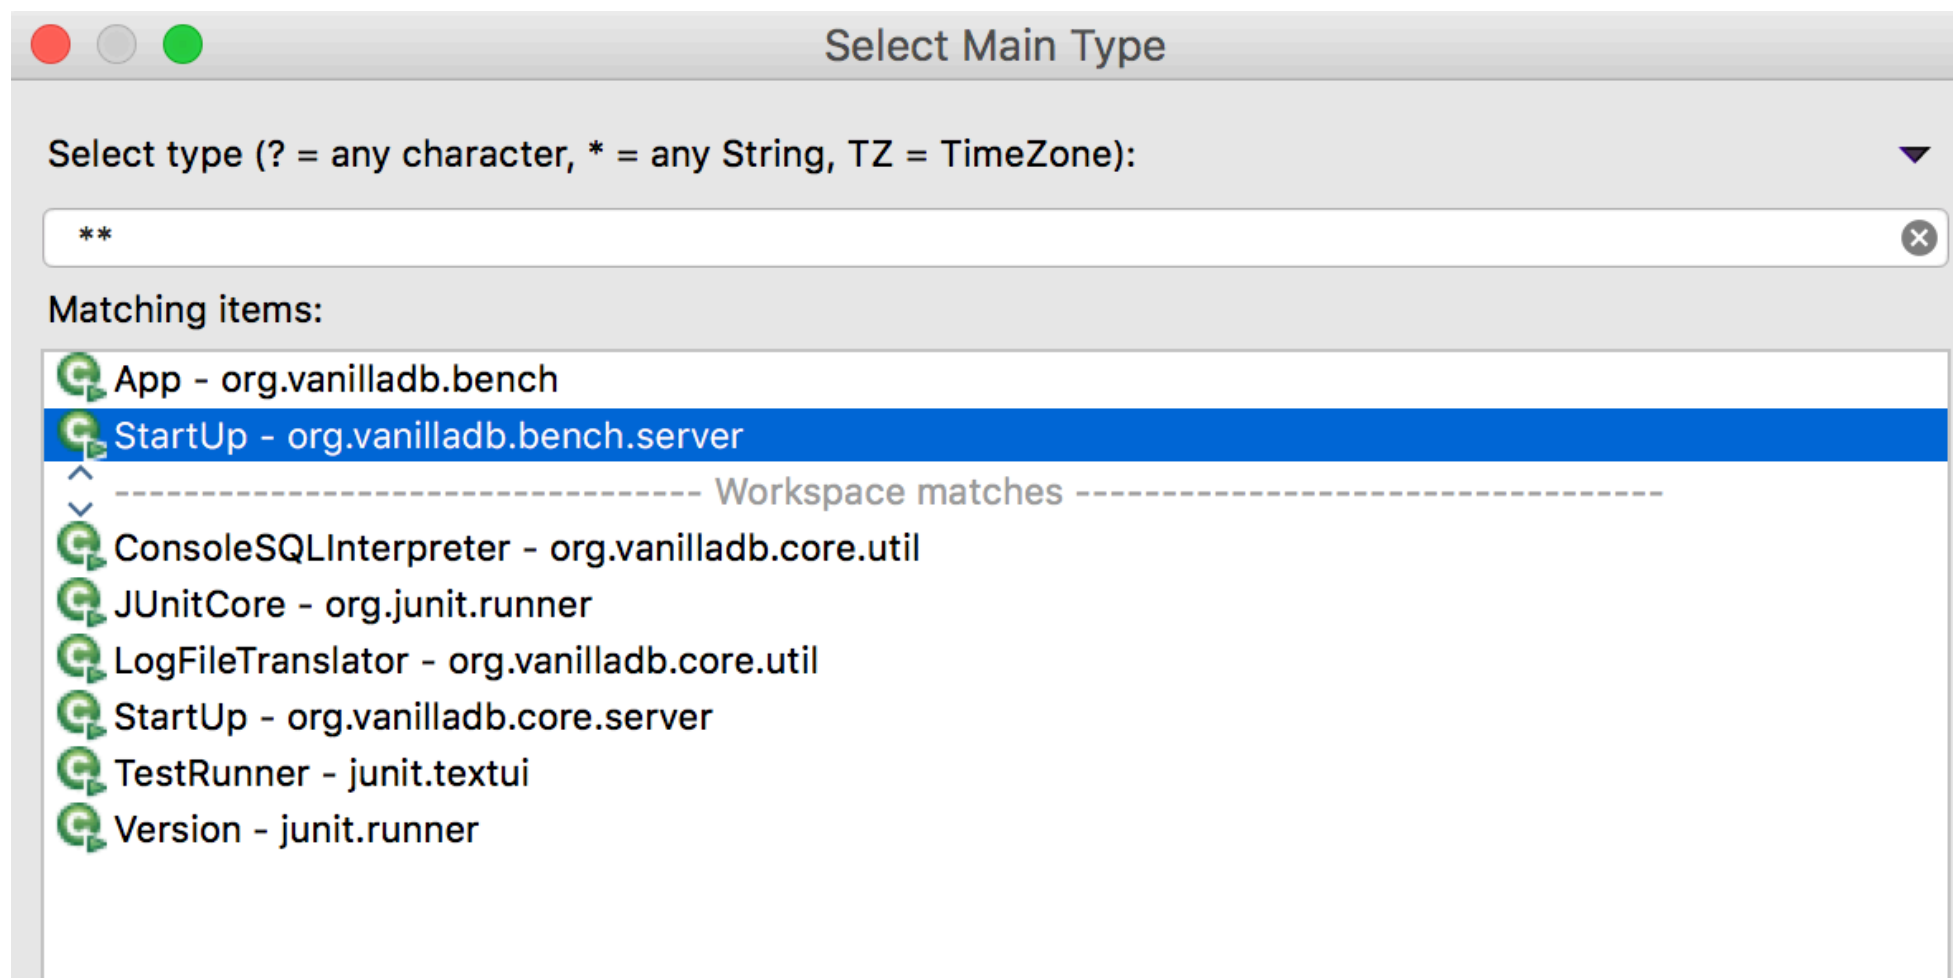 Select Main Type
Select type (? = any character, * = any String, TZ = TimeZone):
**
Matching items:
App - org.vanilladb.bench
StartUp - org.vanilladb.bench.server
---------------------------------- Workspace matches ----------------------------------
ConsoleSQLInterpreter - org.vanilladb.core.util
JUnitCore - org.junit.runner
LogFileTranslator - org.vanilladb.core.util
StartUp - org.vanilladb.core.server
TestRunner - junit.textui
Version - junit.runner